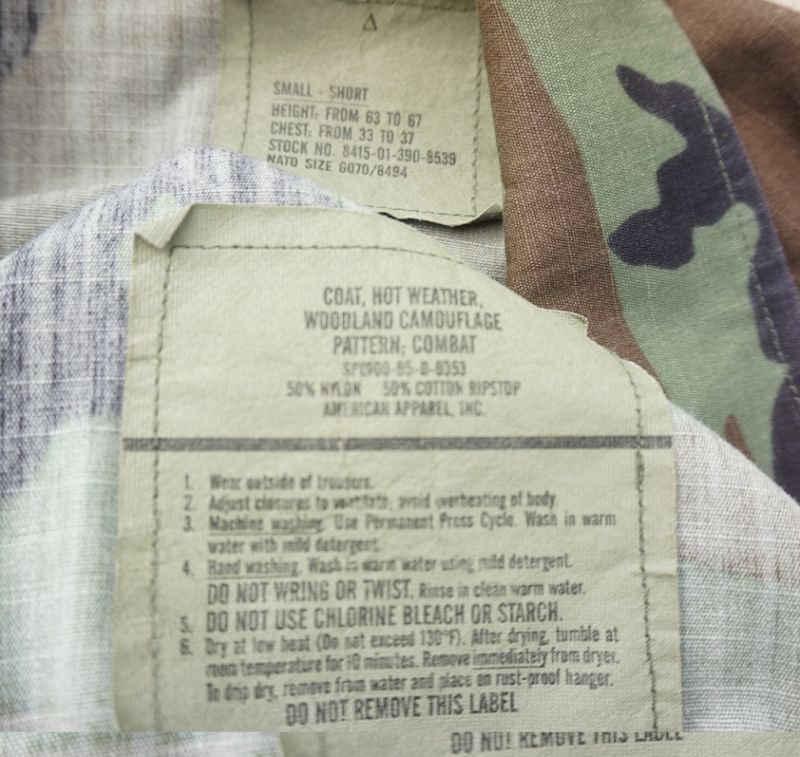 Δ
SMALL - SHORT
HEIGHT: FROM 63 TO 67
CHEST: FROM 33 TO 37
STOCK NO. 8415-01-390-8539
NATO SIZE 6070/8494
COAT, HOT WEATHER,
WOODLAND CAMOUFLAGE
PATTERN: COMBAT
SPO100-95-D-0353
50% NYLON 50% COTTON RIPSTOP
AMERICAN APPAREL, INC.
1. Wear outside of trousers.
2. Adjust closures to ventilate, avoid overheating of body
3. Machine washing. Use Permanent Press Cycle. Wash in warm
water with mild detergent.
4. Hand washing. Wash in warm water using mild detergent.
DO NOT WRING OR TWIST. Rinse in clean warm water.
5. DO NOT USE CHLORINE BLEACH OR STARCH.
6. Dry at low heat (Do not exceed 130°F). After drying, tumble at
room temperature for 10 minutes. Remove immediately from dryer.
To drip dry, remove from water and place on rust-proof hanger.
DO NOT REMOVE THIS LABEL
DO NOT REMOVE THIS LABEL